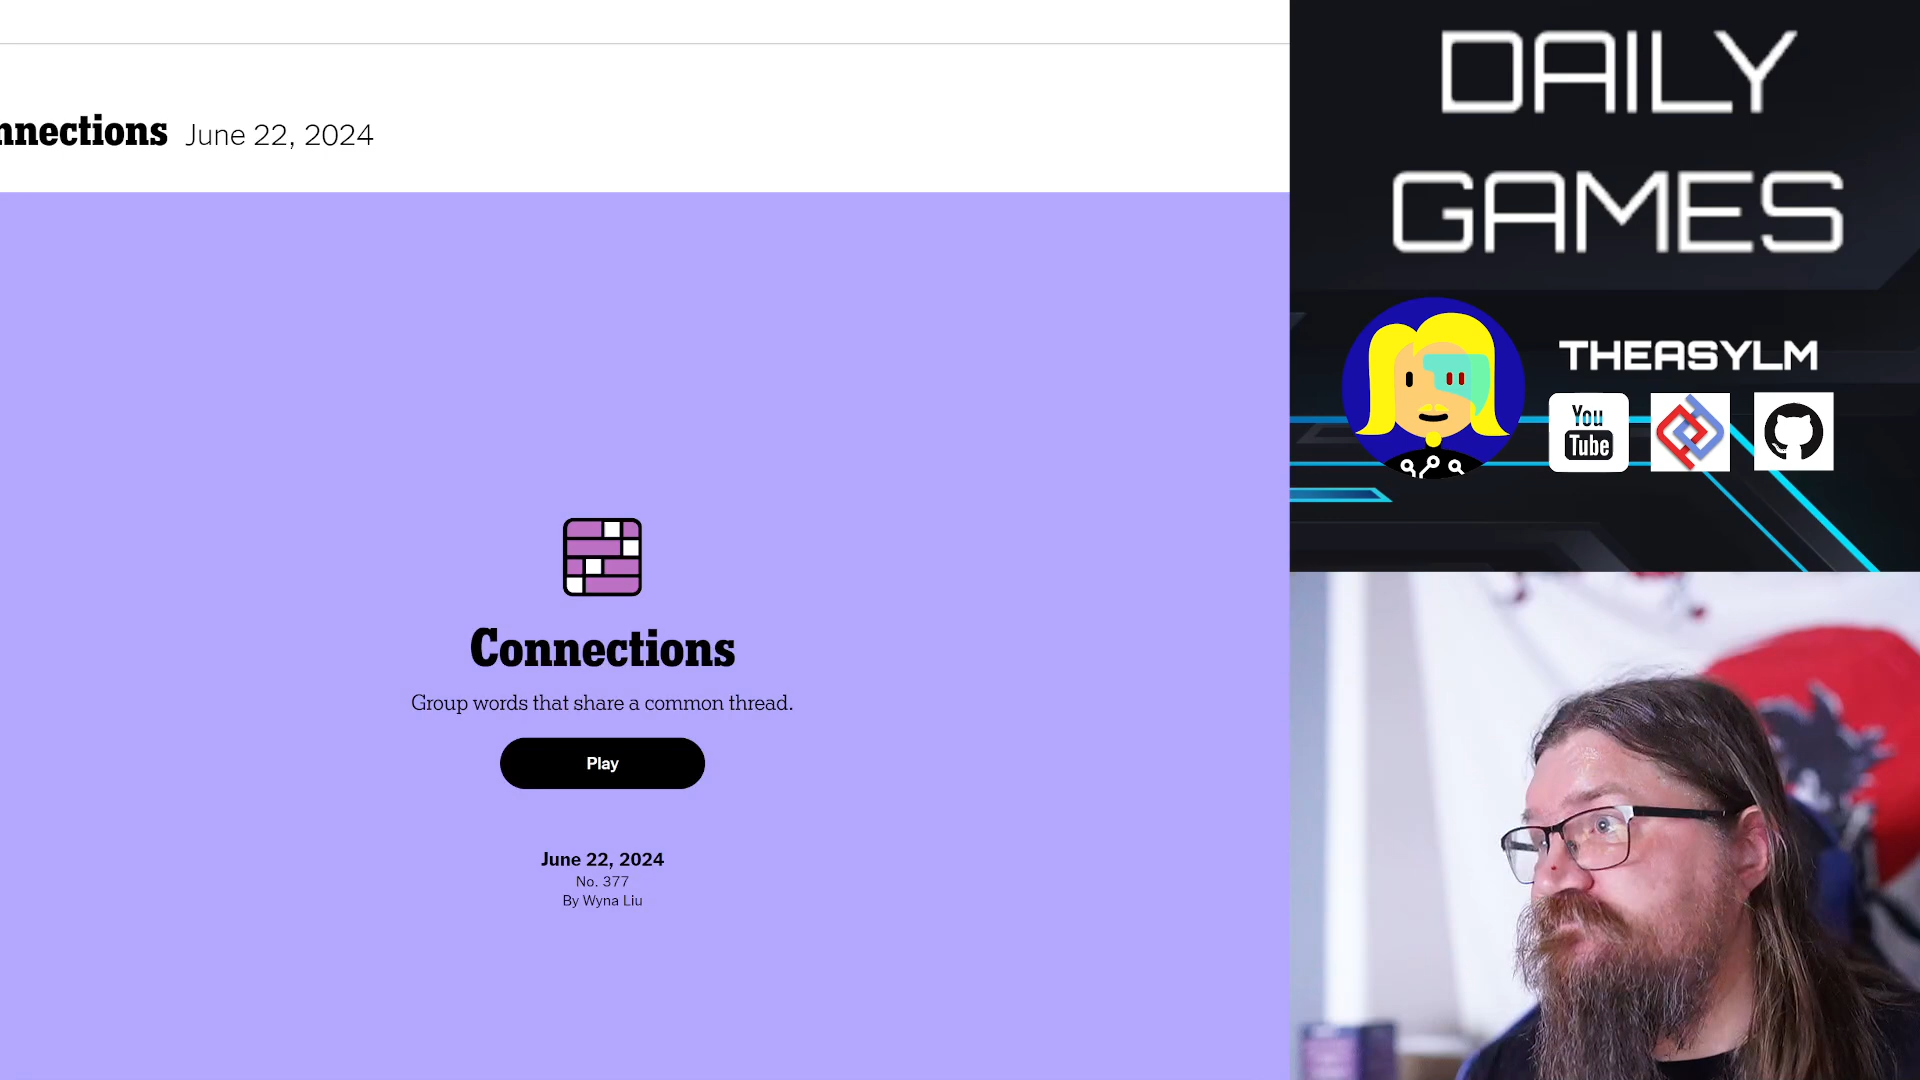 nnections June 22, 2024
Connections
Group words that share a common thread.
Play
June 22, 2024
No. 377
By Wyna Liu
DAILY
GAMES
THEASYLM
You
Tube